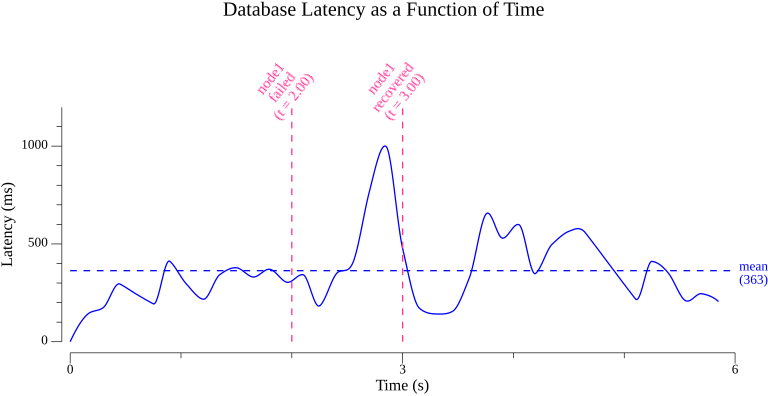 Database Latency as a Function of Time
node1
failed
(t = 2.00)
node1
recovered
(t = 3.00)
Latency (ms)
1000
500
0
mean
(363)
0
3
6
Time (s)